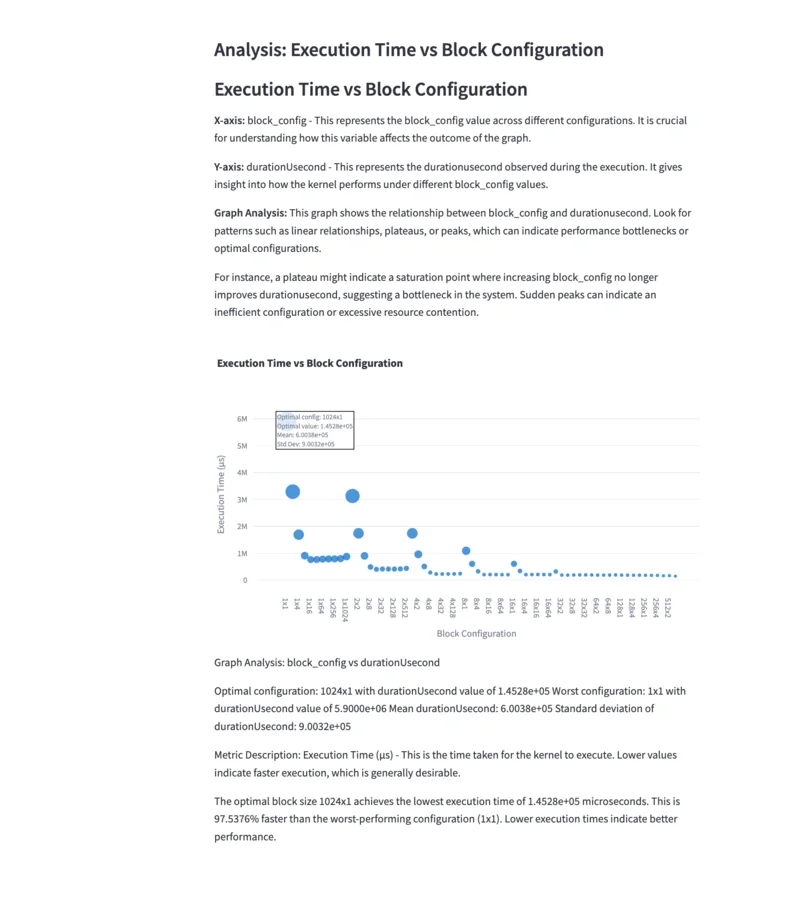 Analysis: Execution Time vs Block Configuration
Execution Time vs Block Configuration
X-axis: block_config - This represents the block_config value across different configurations. It is crucial
for understanding how this variable affects the outcome of the graph.
Y-axis: durationUsecond - This represents the durationusecond observed during the execution. It gives
insight into how the kernel performs under different block_config values.
Graph Analysis: This graph shows the relationship between block_config and durationusecond. Look for
patterns such as linear relationships, plateaus, or peaks, which can indicate performance bottlenecks or
optimal configurations.
For instance, a plateau might indicate a saturation point where increasing block_config no longer
improves durationusecond, suggesting a bottleneck in the system. Sudden peaks can indicate an
inefficient configuration or excessive resource contention.
Execution Time vs Block Configuration
Optimal config: 1024x1
Optimal value: 1.4528e+05
Mean: 6.0038e+05
Std Dev: 9.0032e+05
6M
5M
4M
3M
2M
1M
0
Execution Time (μs)
1x1
1x4
1x16
1x64
1x256
1x1024
2x2
2x8
2x32
2x128
2x512
4x2
4x8
4x32
4x128
8x1
8x4
8x16
8x64
16x1
16x4
16x16
16x64
32x2
32x8
32x32
64x2
64x8
128x1
128x4
256x1
256x4
512x2
Block Configuration
Graph Analysis: block_config vs durationUsecond
Optimal configuration: 1024x1 with durationUsecond value of 1.4528e+05 Worst configuration: 1x1 with
durationUsecond value of 5.9000e+06 Mean durationUsecond: 6.0038e+05 Standard deviation of
durationUsecond: 9.0032e+05
Metric Description: Execution Time (μs) - This is the time taken for the kernel to execute. Lower values
indicate faster execution, which is generally desirable.
The optimal block size 1024x1 achieves the lowest execution time of 1.4528e+05 microseconds. This is
97.5376% faster than the worst-performing configuration (1x1). Lower execution times indicate better
performance.